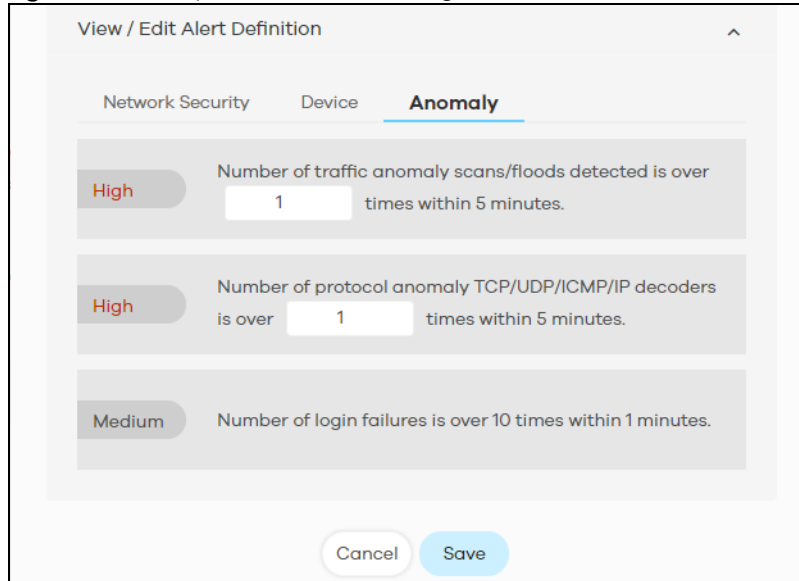 View / Edit Alert Definition
Network Security Device Anomaly
High
Number of traffic anomaly scans/floods detected is over
1 times within 5 minutes.
High
Number of protocol anomaly TCP/UDP/ICMP/IP decoders
is over 1 times within 5 minutes.
Medium
Number of login failures is over 10 times within 1 minutes.
Cancel Save